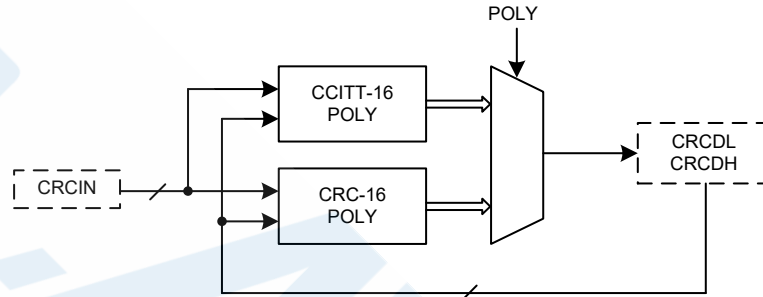 POLY
CCITT-16
POLY
CRCIN
CRC-16
POLY
CRCDL
CRCDH